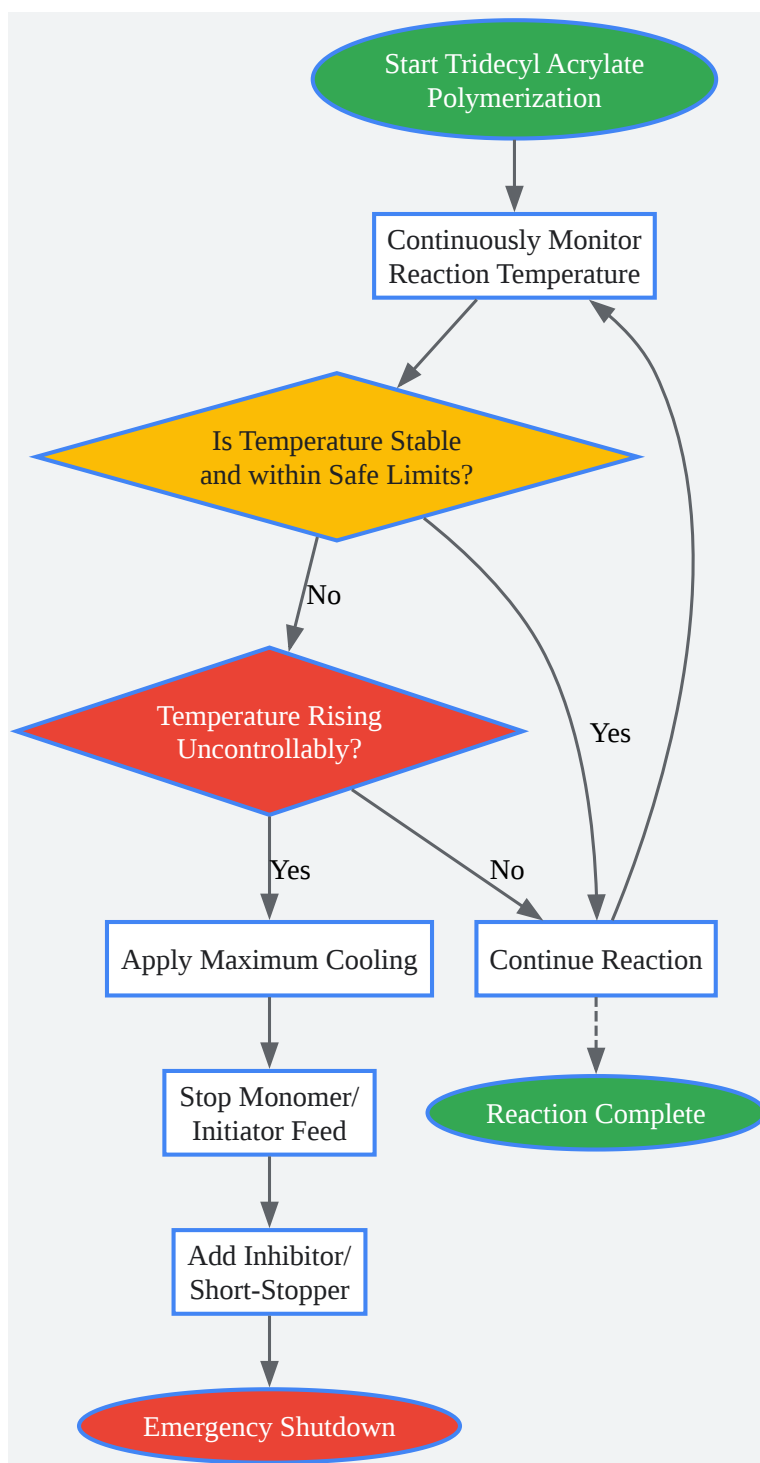 Start Tridecyl Acrylate
Polymerization
Continuously Monitor
Reaction Temperature
Is Temperature Stable
and within Safe Limits?
No
Temperature Rising
Uncontrollably?
Yes
Yes
No
Apply Maximum Cooling
Continue Reaction
Stop Monomer/
Initiator Feed
Reaction Complete
Add Inhibitor/
Short-Stopper
Emergency Shutdown